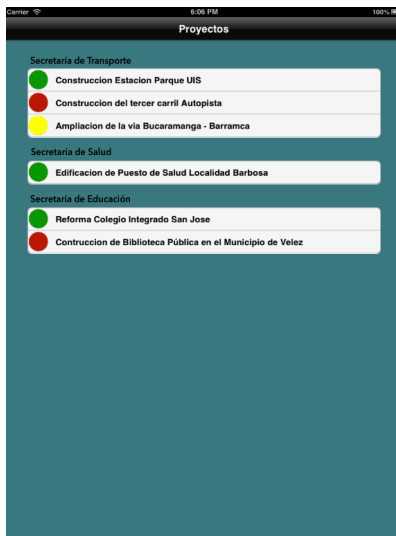 Carrier 6:06 PM 100%
Proyectos
Secretaría de Transporte
Construccion Estacion Parque UIS
Construccion del tercer carril Autopista
Ampliacion de la via Bucaramanga - Barramca
Secretaría de Salud
Edificacion de Puesto de Salud Localidad Barbosa
Secretaría de Educación
Reforma Colegio Integrado San Jose
Contruccion de Biblioteca Pública en el Municipio de Velez